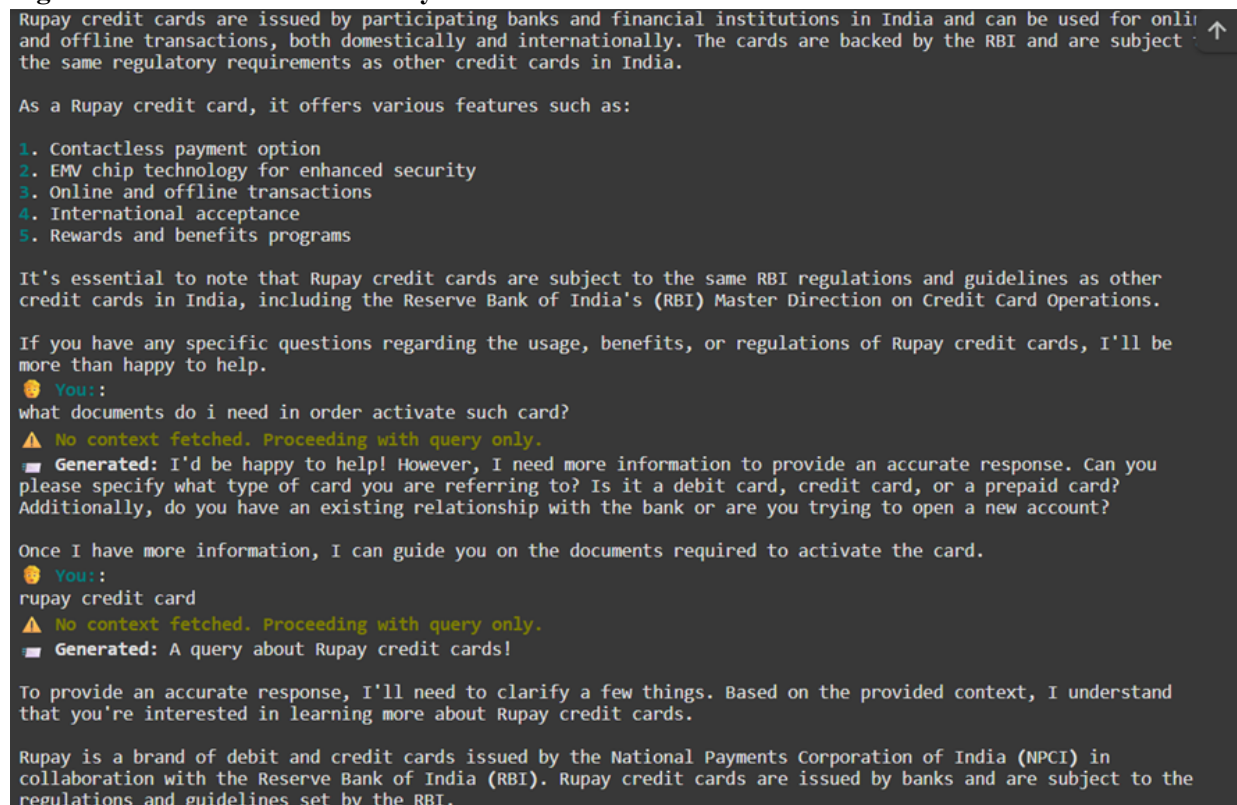 Rupay credit cards are issued by participating banks and financial institutions in India and can be used for
and offline transactions, both domestically and internationally. The cards are backed by the RBI and are subject
the same regulatory requirements as other credit cards in India.
As a Rupay credit card, it offers various features such as:
1. Contactless payment option
2. EMV chip technology for enhanced security
3. Online and offline transactions
4. International acceptance
5. Rewards and benefits programs
It's essential to note that Rupay credit cards are subject to the same RBI regulations and guidelines as other
credit cards in India, including the Reserve Bank of India's (RBI) Master Direction on Credit Card Operations.
If you have any specific questions regarding the usage, benefits, or regulations of Rupay credit cards, I'll be
more than happy to help.
You::
what documents do i need in order activate such card?
No context fetched. Proceeding with query only.
Generated: I'd be happy to help! However, I need more information to provide an accurate response. Can you
please specify what type of card you are referring to? Is it a debit card, credit card, or a prepaid card?
Additionally, do you have an existing relationship with the bank or are you trying to open a new account?
Once I have more information, I can guide you on the documents required to activate the card.
You::
rupay credit card
No context fetched. Proceeding with query only.
Generated: A query about Rupay credit cards!
To provide an accurate response, I'll need to clarify a few things. Based on the provided context, I understand
that you're interested in learning more about Rupay credit cards.
Rupay is a brand of debit and credit cards issued by the National Payments Corporation of India (NPCI) in
collaboration with the Reserve Bank of India (RBI). Rupay credit cards are issued by banks and are subject to the
regulations and guidelines set by the RBI.